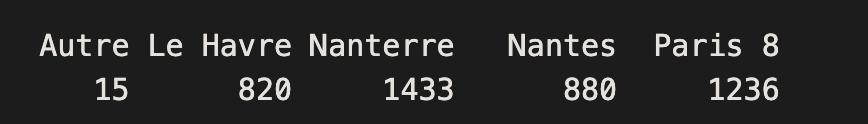 Autre Le Havre Nanterre Nantes Paris 8
15 820 1433 880 1236